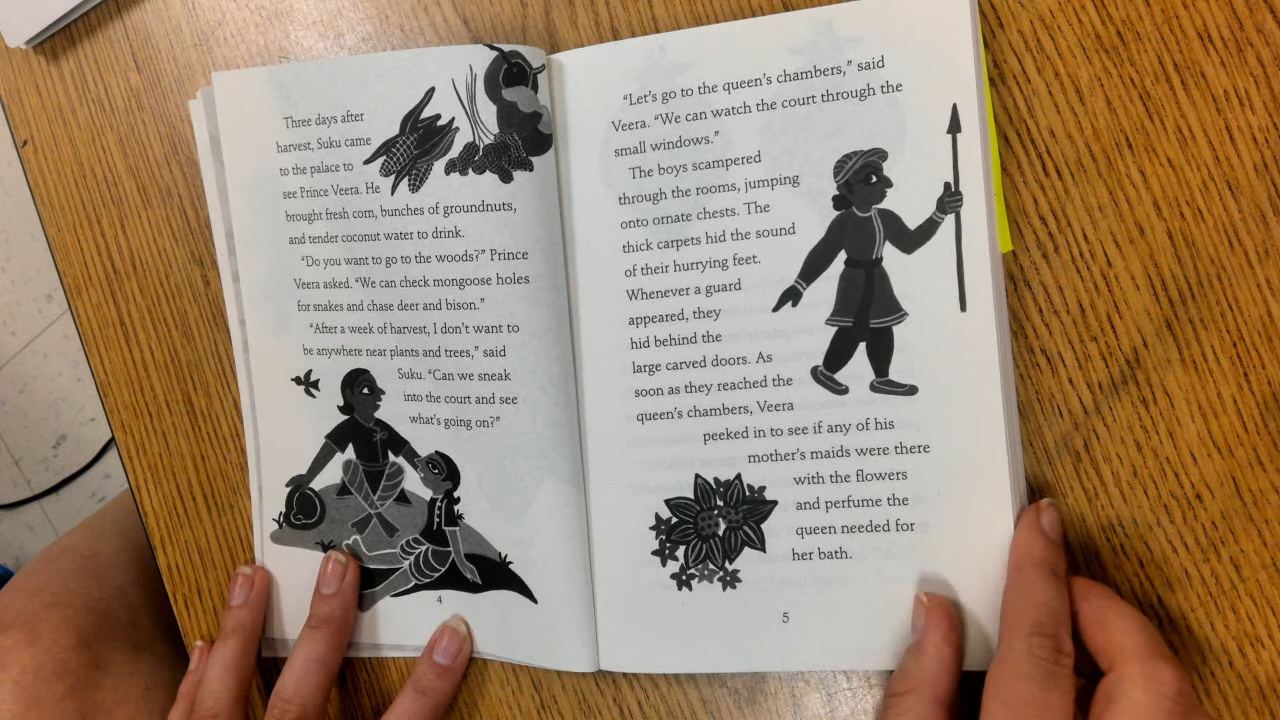 Three days after
harvest, Suku came
to the palace to
see Prince Veera. He
brought fresh corn, bunches of groundnuts,
and tender coconut water to drink.
“Do you want to go to the woods?” Prince
Veera asked. “We can check mongoose holes
for snakes and chase deer and bison.”
“After a week of harvest, I don’t want to
be anywhere near plants and trees,” said
Suku. “Can we sneak
into the court and see
what’s going on?”
4
“Let’s go to the queen’s chambers,” said
Veera. “We can watch the court through the
small windows.”
The boys scampered
through the rooms, jumping
onto ornate chests. The
thick carpets hid the sound
of their hurrying feet.
Whenever a guard
appeared, they
hid behind the
large carved doors. As
soon as they reached the
queen’s chambers, Veera
peeked in to see if any of his
mother’s maids were there
with the flowers
and perfume the
queen needed for
her bath.
5